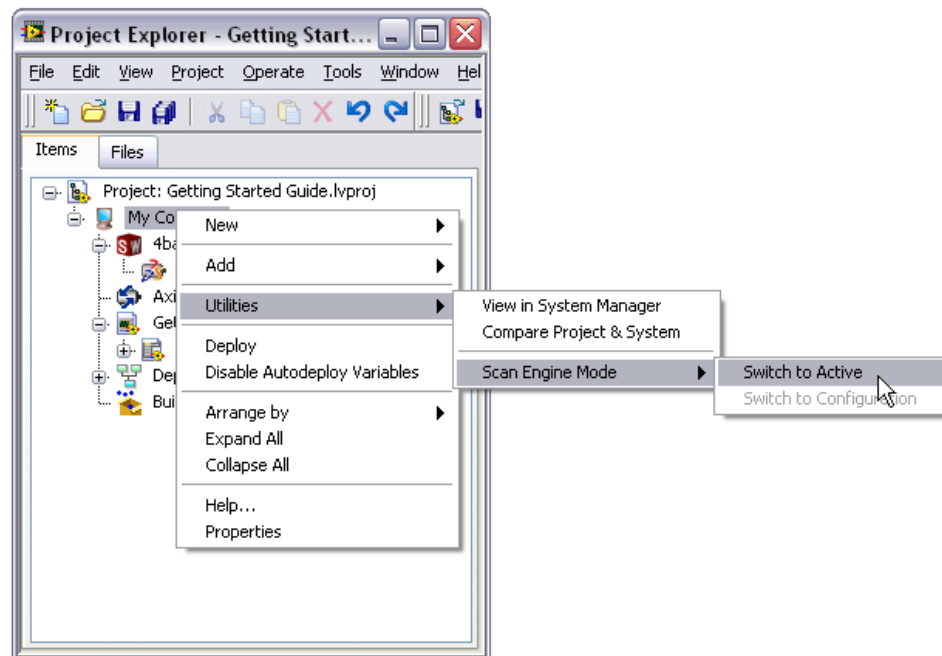 Project Explorer - Getting Start...
File Edit View Project Operate Tools Window Hel
Items Files
Project: Getting Started Guide.lvproj
My Co
4ba
Axi
Get
Dep
Bui
New
Add
Utilities
Deploy
Disable Autodeploy Variables
Arrange by
Expand All
Collapse All
Help...
Properties
View in System Manager
Compare Project & System
Scan Engine Mode
Switch to Active
Switch to Configuration